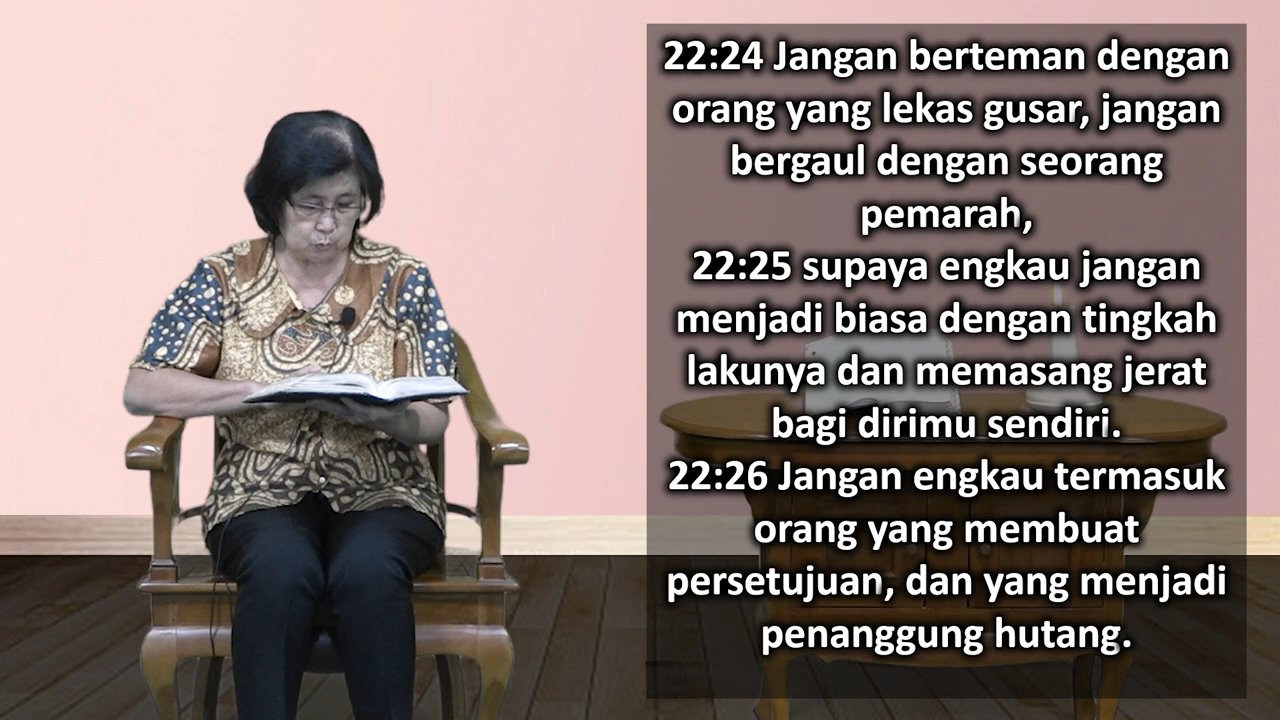 22:24 Jangan berteman dengan
orang yang lekas gusar, jangan
bergaul dengan seorang
pemarah,
22:25 supaya engkau jangan
menjadi biasa dengan tingkah
lakunya dan memasang jerat
bagi dirimu sendiri.
22:26 Jangan engkau termasuk
orang yang membuat
persetujuan, dan yang menjadi
penanggung hutang.